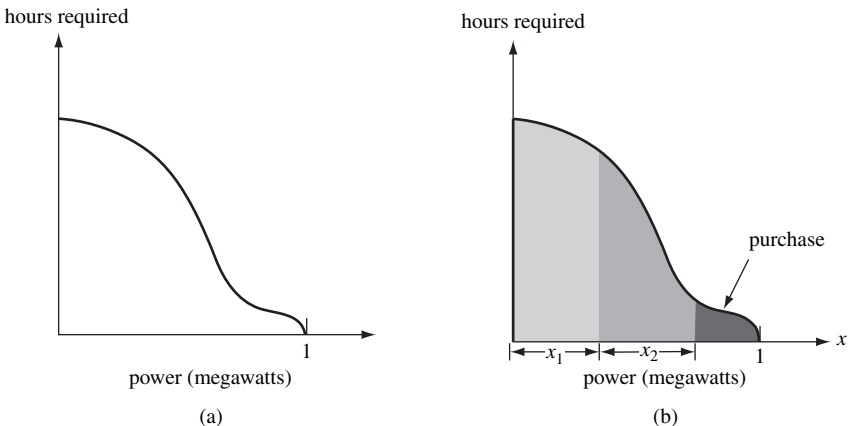 hours required
1
power (megawatts)
(a)
hours required
purchase
x
x1
x2
1
power (megawatts)
(b)